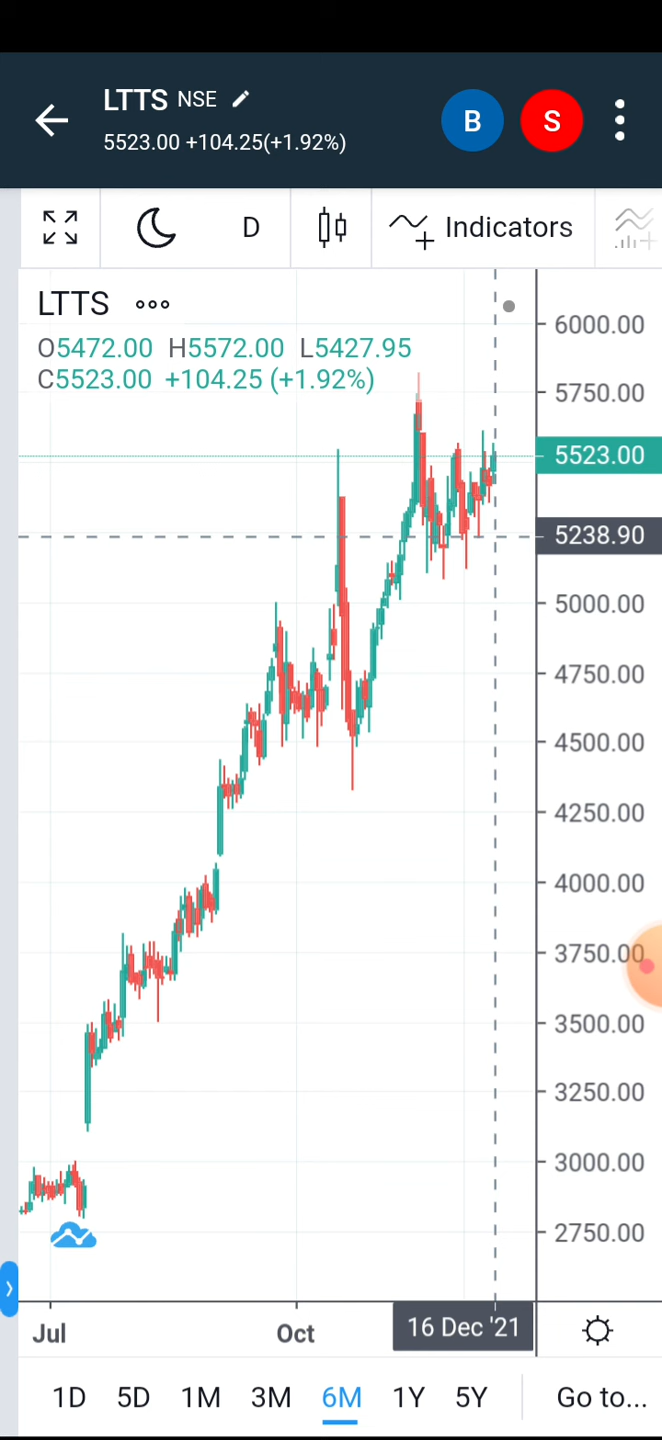 LTTS NSE
5523.00 +104.25(+1.92%)
B
S
D
Indicators
LTTS
O5472.00 H5572.00 L5427.95
C5523.00 +104.25 (+1.92%)
6000.00
5750.00
5523.00
5238.90
5000.00
4750.00
4500.00
4250.00
4000.00
3750.00
3500.00
3250.00
3000.00
2750.00
Jul Oct 16 Dec '21
1D 5D 1M 3M 6M 1Y 5Y Go to...